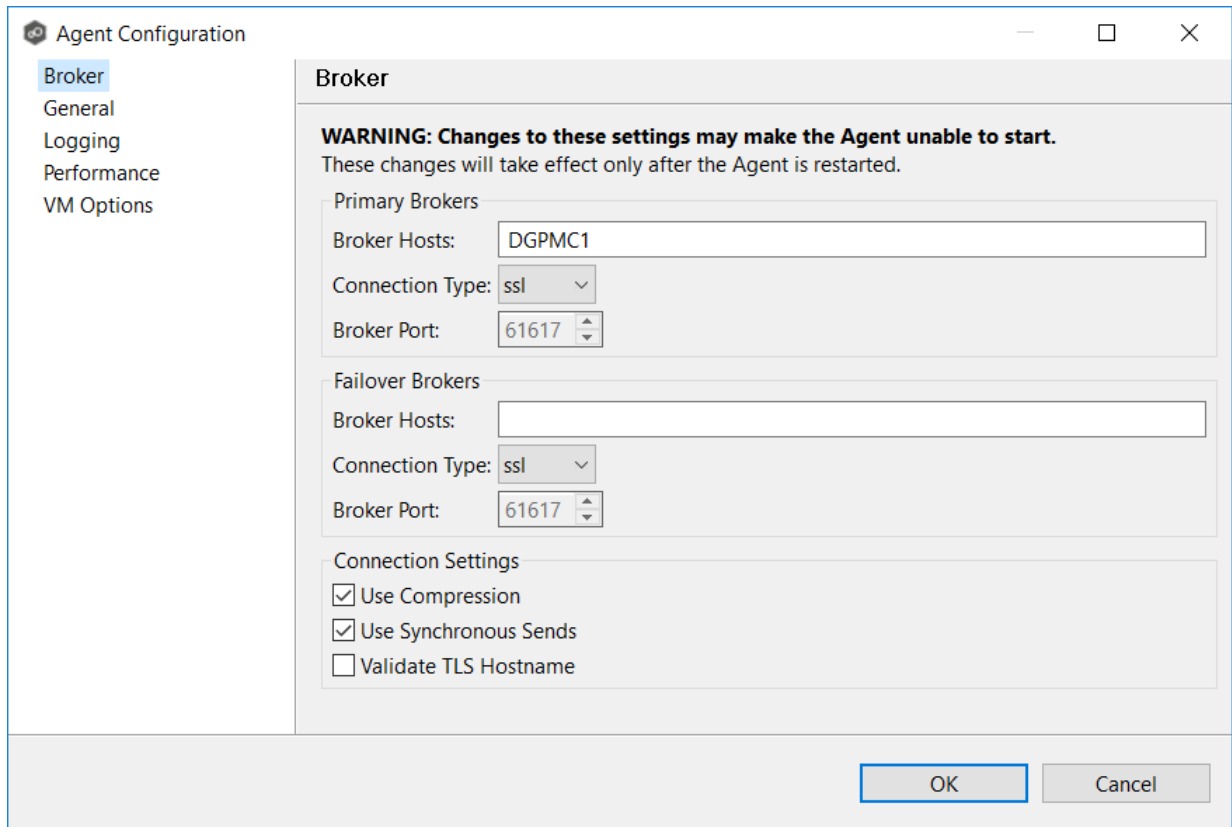 Agent Configuration
Broker
General
Logging
Performance
VM Options
Broker
WARNING: Changes to these settings may make the Agent unable to start.
These changes will take effect only after the Agent is restarted.
Primary Brokers
Broker Hosts: DGPMC1
Connection Type: ssl
Broker Port: 61617
Failover Brokers
Broker Hosts:
Connection Type: ssl
Broker Port: 61617
Connection Settings
Use Compression
Use Synchronous Sends
Validate TLS Hostname
OK Cancel